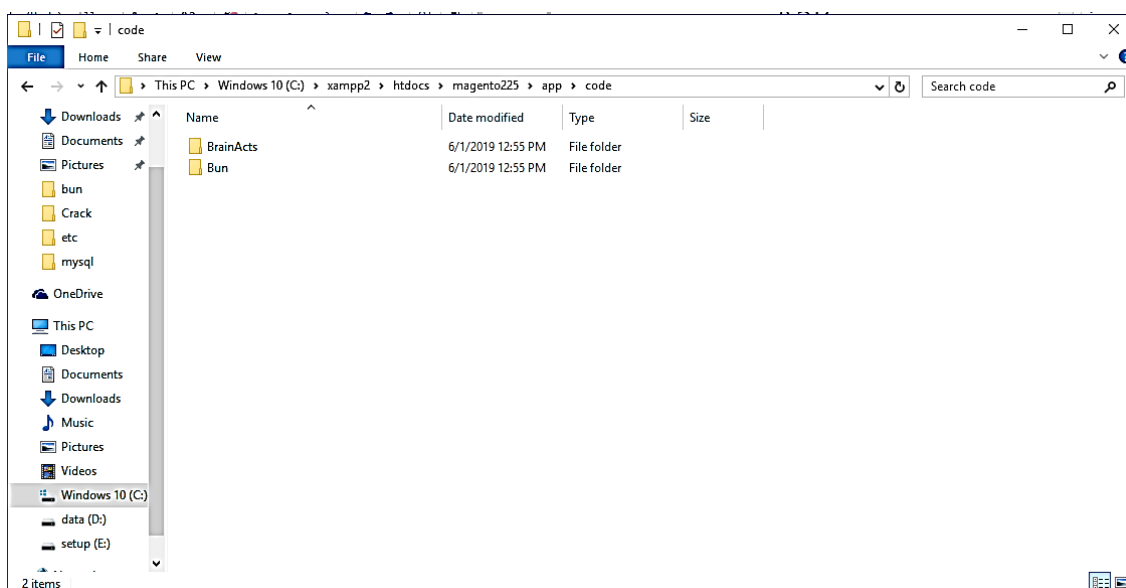 code
File Home Share View
This PC Windows 10 (C:) xampp2 htdocs magento225 app code Search code
Name Date modified Type Size
BrainActs 6/1/2019 12:55 PM File folder
Bun 6/1/2019 12:55 PM File folder
Downloads
Documents
Pictures
bun
Crack
etc
mysql
OneDrive
This PC
Desktop
Documents
Downloads
Music
Pictures
Videos
Windows 10 (C:)
data (D:)
setup (E:)
2 items